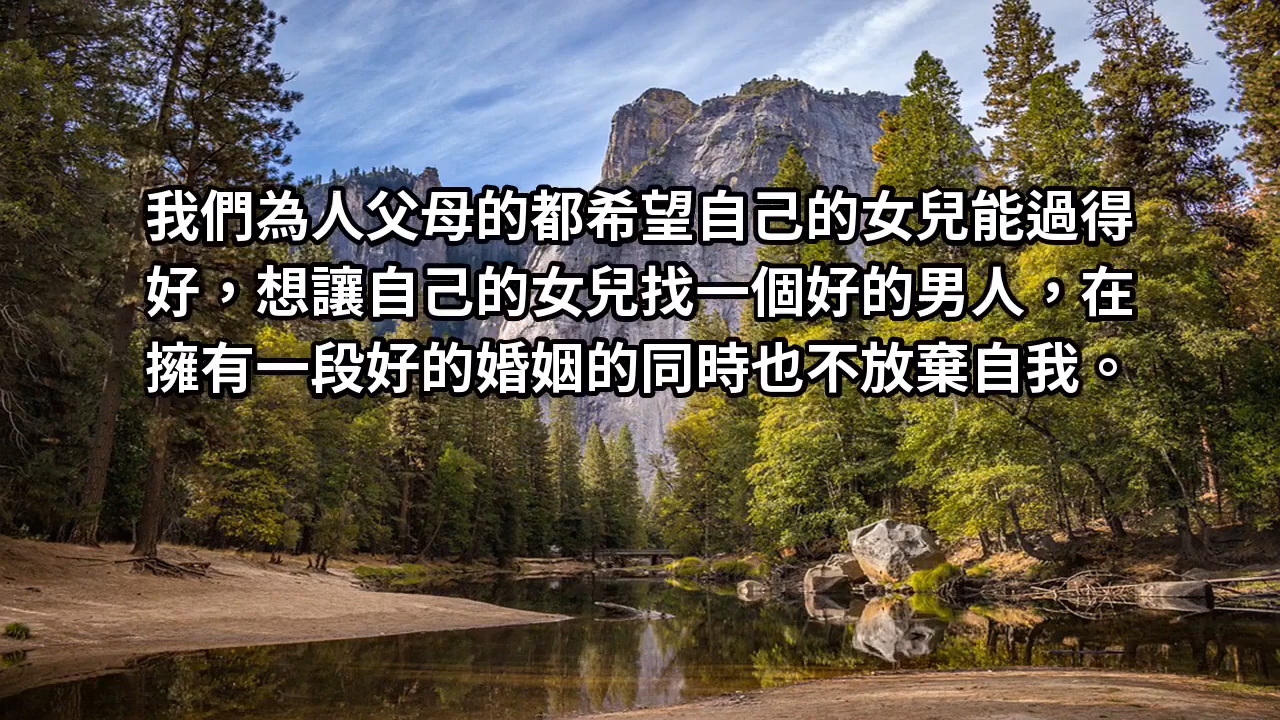 我們為人父母的都希望自己的女兒能過得
好，想讓自己的女兒找一個好的男人，在
擁有一段好的婚姻的同時也不放棄自我。